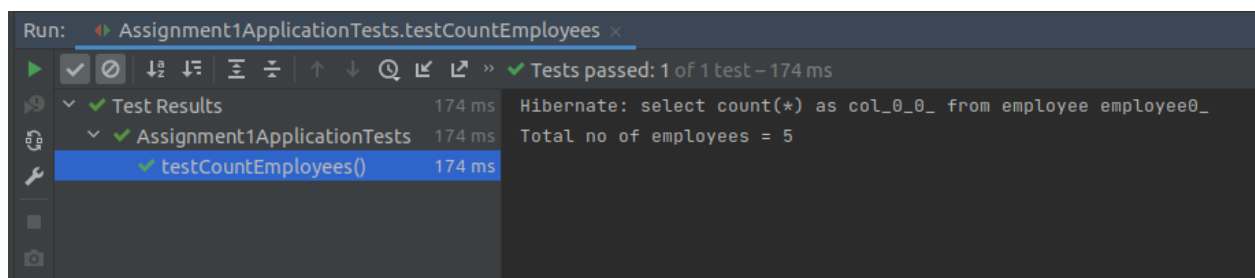 Run: Assignment1ApplicationTests.testCountEmployees ×
» Tests passed: 1 of 1 test – 174 ms
Test Results 174 ms
Assignment1ApplicationTests 174 ms
testCountEmployees() 174 ms
Hibernate: select count(*) as col_0_0_ from employee employee0_
Total no of employees = 5